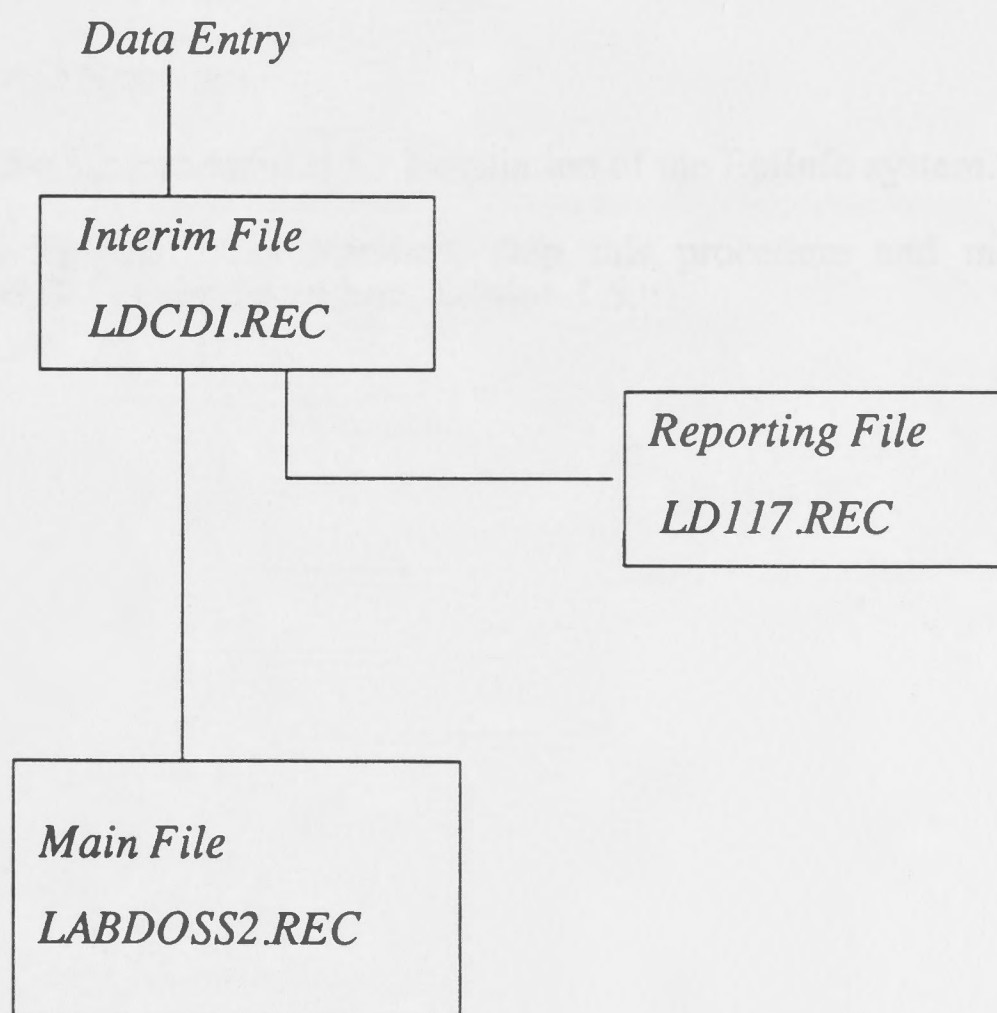 Data Entry
Interim File
LDCDI.REC
Reporting File
LD117.REC
Main File
LABDOSS2.REC